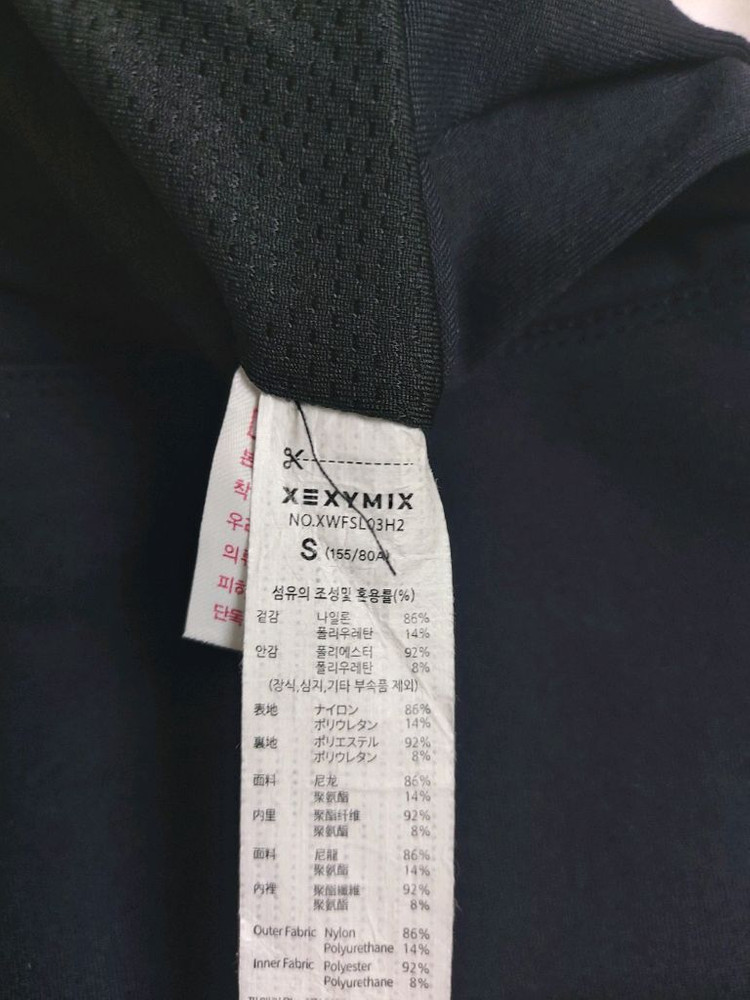 XEXYMIX
NO.XWFSL03H2
S (155/80A)
섬유의 조성및 혼용률(%)
겉감 나일론 86%
폴리우레탄 14%
안감 폴리에스터 92%
폴리우레탄 8%
(장식,심지,기타 부속품 제외)
表地 ナイロン 86%
ポリウレタン 14%
裏地 ポリエステル 92%
ポリウレタン 8%
面料 尼龙 86%
聚氨酯 14%
内里 聚酯纤维 92%
聚氨酯 8%
面料 尼龍 86%
聚氨酯 14%
內裡 聚酯纖維 92%
聚氨酯 8%
Outer Fabric Nylon 86%
Polyurethane 14%
Inner Fabric Polyester 92%
Polyurethane 8%
착
의류
피하
단독